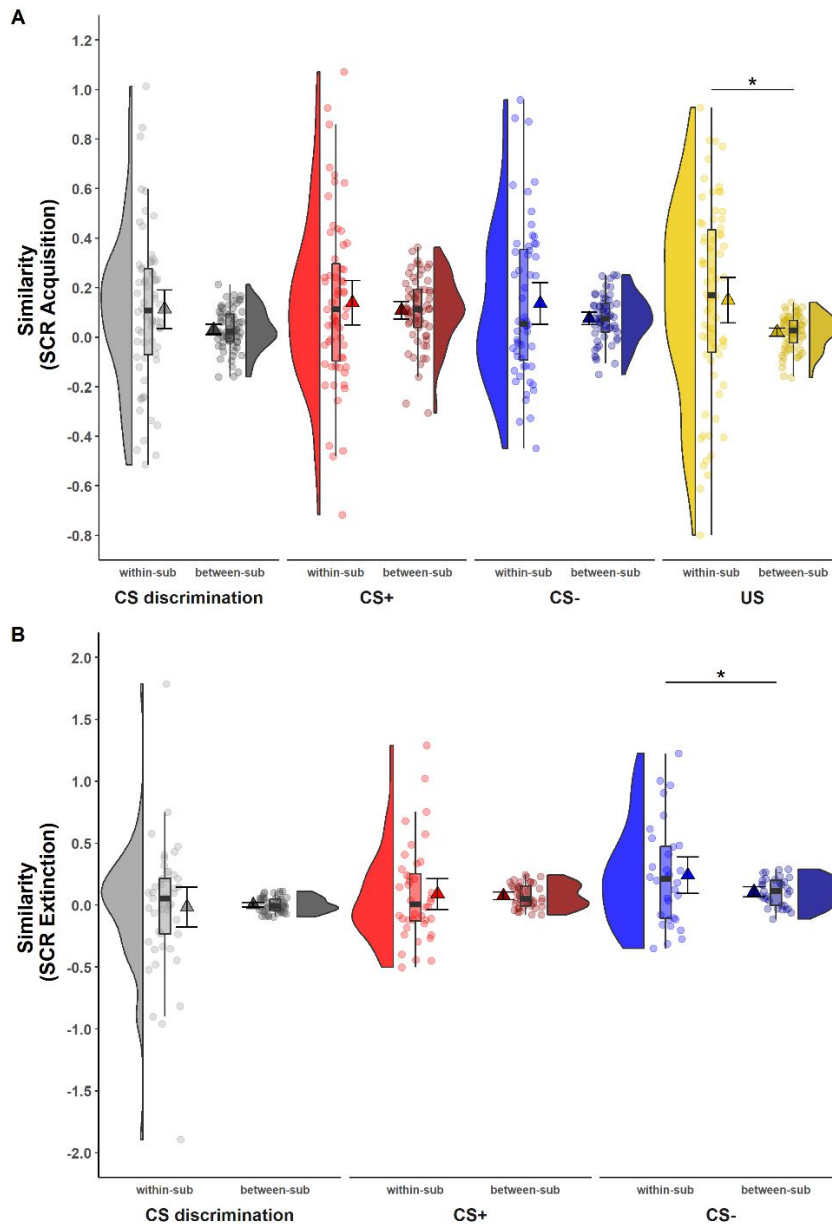 A
Similarity
(SCR Acquisition)
1.2
1.0
0.8
0.6
0.4
0.2
0.0
-0.2
-0.4
-0.6
-0.8
*
within-sub between-sub within-sub between-sub within-sub between-sub within-sub between-sub
CS discrimination CS+ CS- US
B
Similarity
(SCR Extinction)
2.0
1.5
1.0
0.5
0.0
-0.5
-1.0
-1.5
-2.0
*
within-sub between-sub within-sub between-sub within-sub between-sub
CS discrimination CS+ CS-